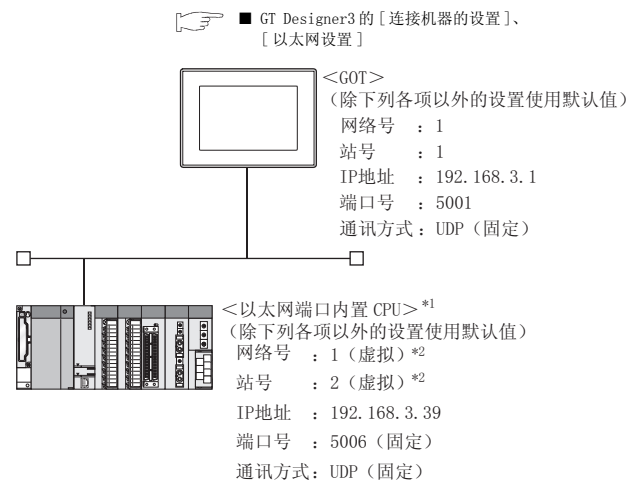 ■ GT Designer3 的 [ 连接机器的设置 ]、
[ 以太网设置 ]
＜GOT＞
（除下列各项以外的设置使用默认值）
网络号 ：1
站号 ：1
IP地址 ：192.168.3.1
端口号 ：5001
通讯方式：UDP（固定）
＜以太网端口内置 CPU＞*1
（除下列各项以外的设置使用默认值）
网络号 ：1（虚拟）*2
站号 ：2（虚拟）*2
IP地址 ：192.168.3.39
端口号 ：5006（固定）
通讯方式：UDP（固定）